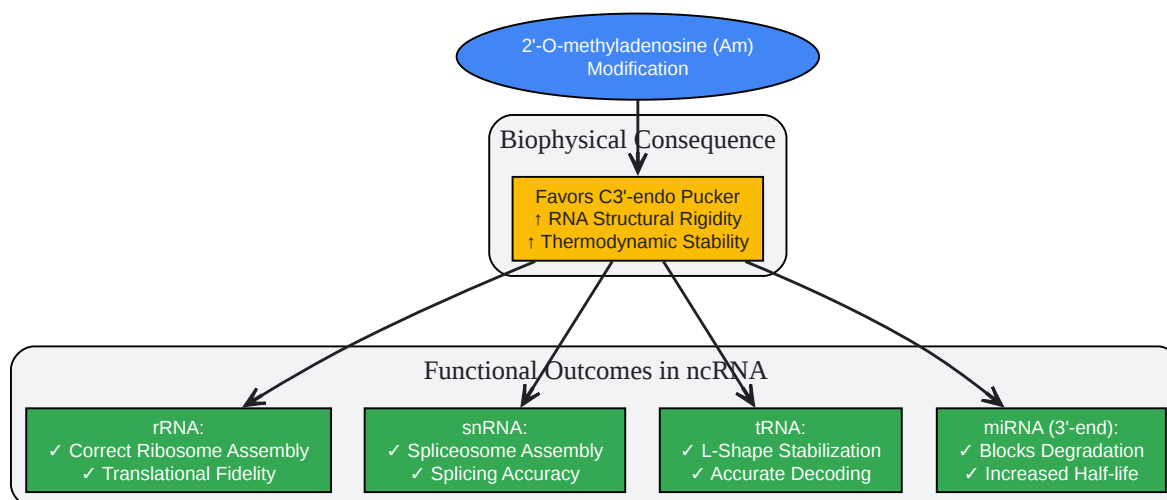 2'-O-methyladenosine (Am)
Modification
Biophysical Consequence
Favors C3'-endo Pucker
↑ RNA Structural Rigidity
↑ Thermodynamic Stability
Functional Outcomes in ncRNA
rRNA:
✓ Correct Ribosome Assembly
✓ Translational Fidelity
snRNA:
✓ Spliceosome Assembly
✓ Splicing Accuracy
tRNA:
✓ L-Shape Stabilization
✓ Accurate Decoding
miRNA (3'-end):
✓ Blocks Degradation
✓ Increased Half-life